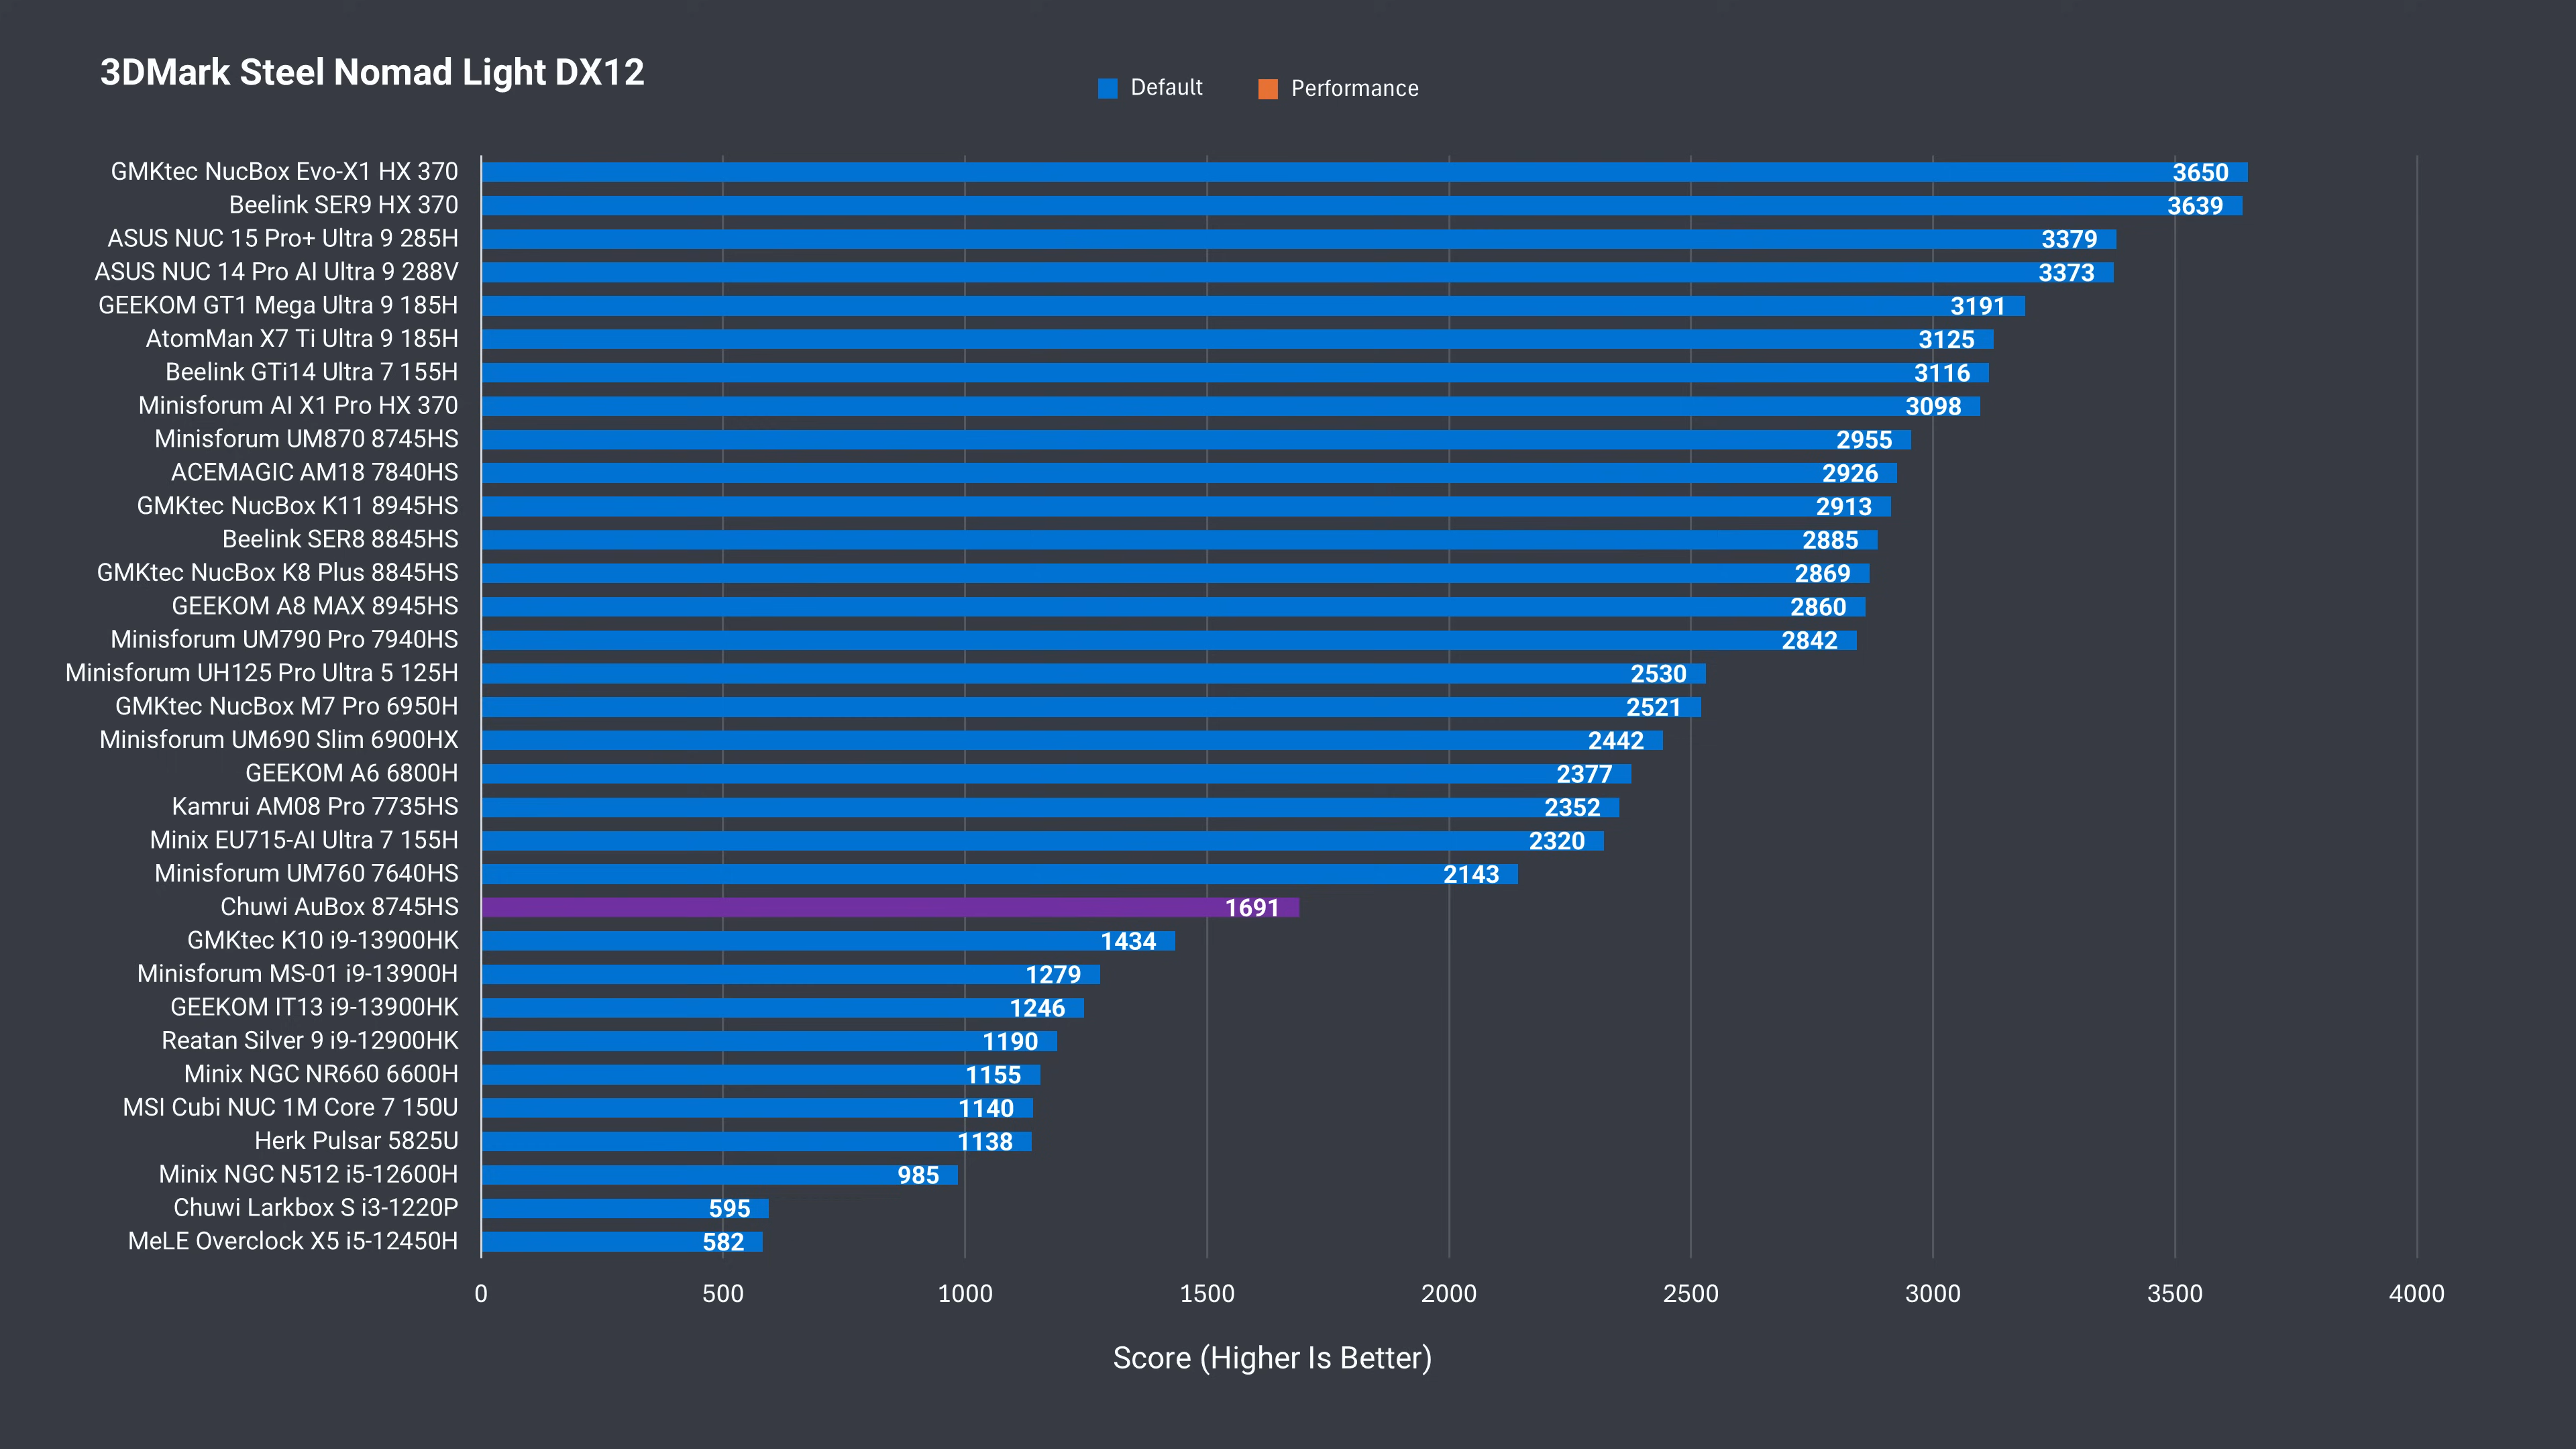 3DMark Steel Nomad Light DX12
Default
Performance
GMKtec NucBox Evo-X1 HX 370 3650
Beelink SER9 HX 370 3639
ASUS NUC 15 Pro+ Ultra 9 285H 3379
ASUS NUC 14 Pro AI Ultra 9 288V 3373
GEEKOM GT1 Mega Ultra 9 185H 3191
AtomMan X7 Ti Ultra 9 185H 3125
Beelink GTi14 Ultra 7 155H 3116
Minisforum AI X1 Pro HX 370 3098
Minisforum UM870 8745HS 2955
ACEMAGIC AM18 7840HS 2926
GMKtec NucBox K11 8945HS 2913
Beelink SER8 8845HS 2885
GMKtec NucBox K8 Plus 8845HS 2869
GEEKOM A8 MAX 8945HS 2860
Minisforum UM790 Pro 7940HS 2842
Minisforum UH125 Pro Ultra 5 125H 2530
GMKtec NucBox M7 Pro 6950H 2521
Minisforum UM690 Slim 6900HX 2442
GEEKOM A6 6800H 2377
Kamrui AM08 Pro 7735HS 2352
Minix EU715-AI Ultra 7 155H 2320
Minisforum UM760 7640HS 2143
Chuwi AuBox 8745HS 1691
GMKtec K10 i9-13900HK 1434
Minisforum MS-01 i9-13900H 1279
GEEKOM IT13 i9-13900HK 1246
Reatan Silver 9 i9-12900HK 1190
Minix NGC NR660 6600H 1155
MSI Cubi NUC 1M Core 7 150U 1140
Herk Pulsar 5825U 1138
Minix NGC N512 i5-12600H 985
Chuwi Larkbox S i3-1220P 595
MeLE Overclock X5 i5-12450H 582
0 500 1000 1500 2000 2500 3000 3500 4000
Score (Higher Is Better)